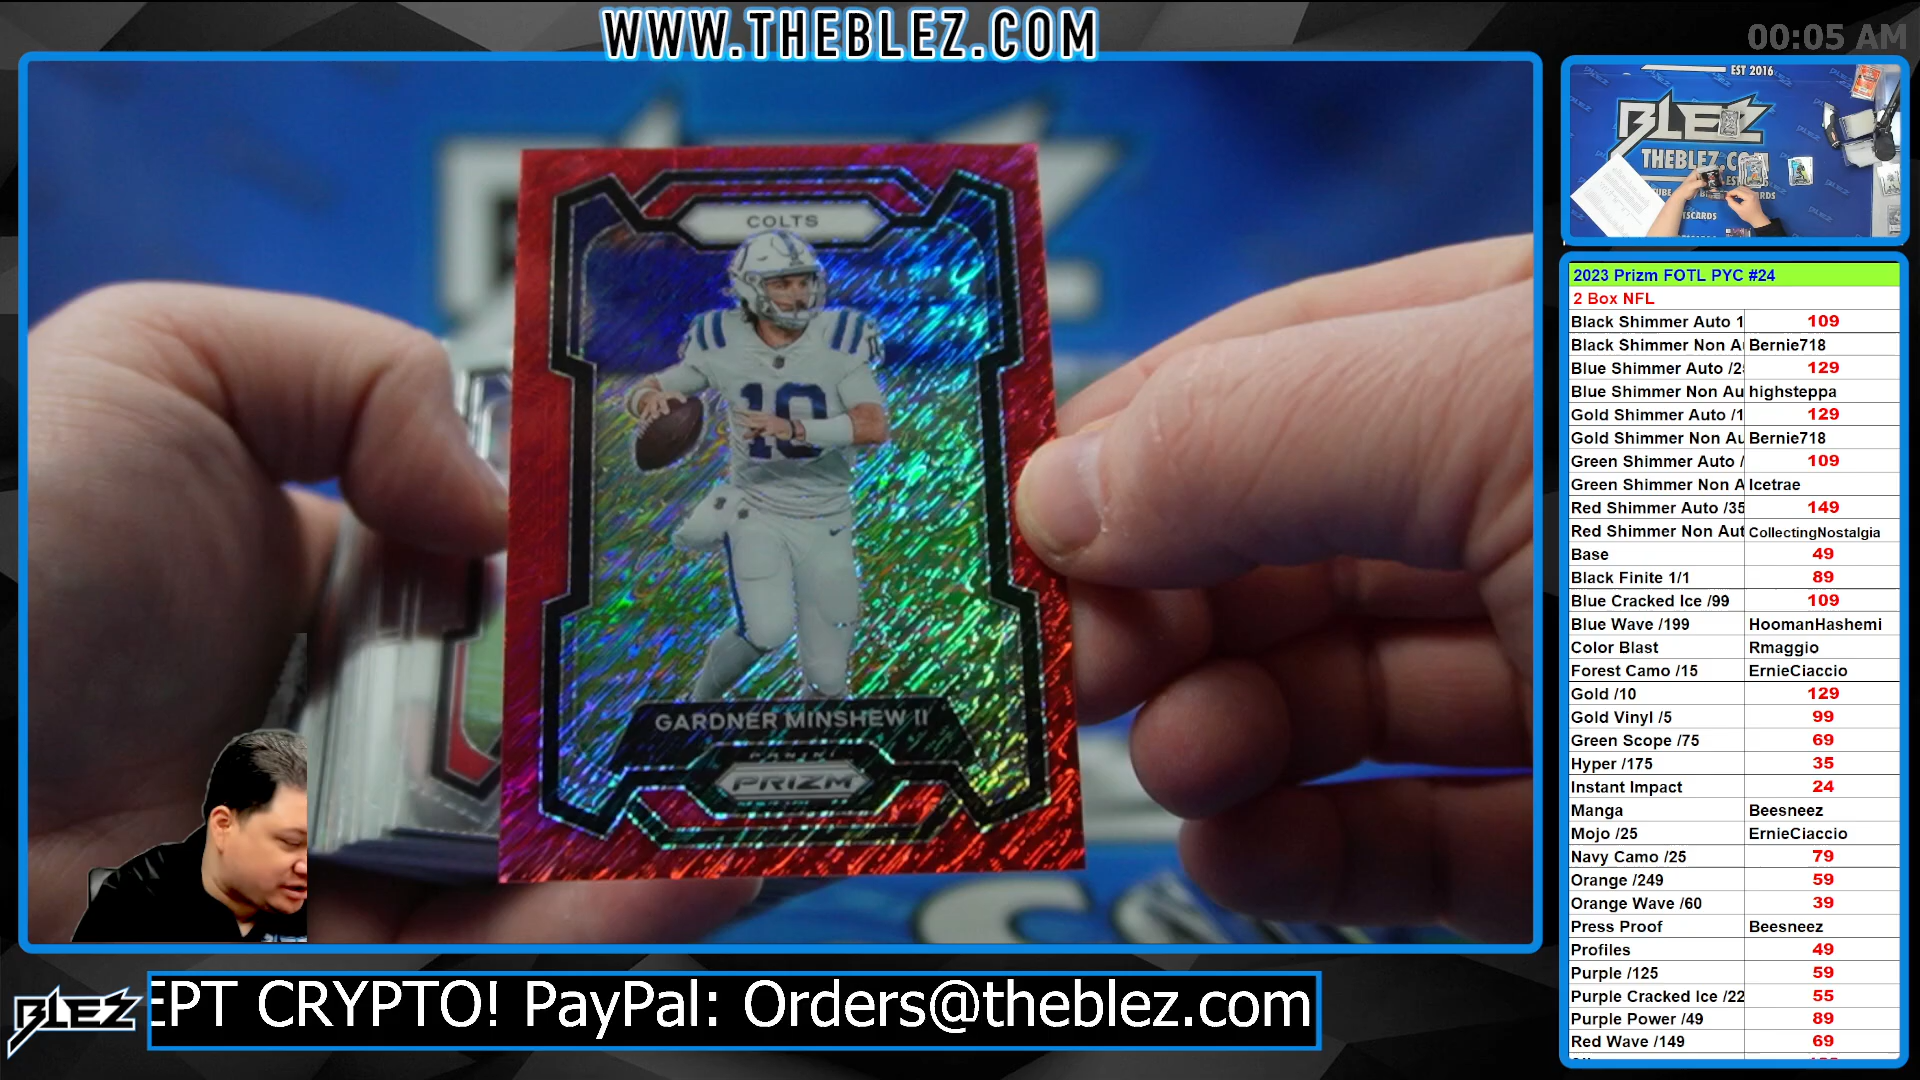 WWW.THEBLEZ.COM
00:05 AM
COLTS
10
GARDNER MINSHEW II
PANINI
PRIZM
EST 2016
BLEZ
THEBLEZ.CO
2023 Prizm FOTL PYC #24
2 Box NFL
Black Shimmer Auto 1 109
Black Shimmer Non A Bernie718
Blue Shimmer Auto /2 129
Blue Shimmer Non Au highsteppa
Gold Shimmer Auto /1 129
Gold Shimmer Non Au Bernie718
Green Shimmer Auto / 109
Green Shimmer Non A Icetrae
Red Shimmer Auto /35 149
Red Shimmer Non Aut CollectingNostalgia
Base 49
Black Finite 1/1 89
Blue Cracked Ice /99 109
Blue Wave /199 HoomanHashemi
Color Blast Rmaggio
Forest Camo /15 ErnieCiaccio
Gold /10 129
Gold Vinyl /5 99
Green Scope /75 69
Hyper /175 35
Instant Impact 24
Manga Beesneez
Mojo /25 ErnieCiaccio
Navy Camo /25 79
Orange /249 59
Orange Wave /60 39
Press Proof Beesneez
Profiles 49
Purple /125 59
Purple Cracked Ice /22 55
Purple Power /49 89
Red Wave /149 69
BLEZ
EPT CRYPTO! PayPal: Orders@theblez.com